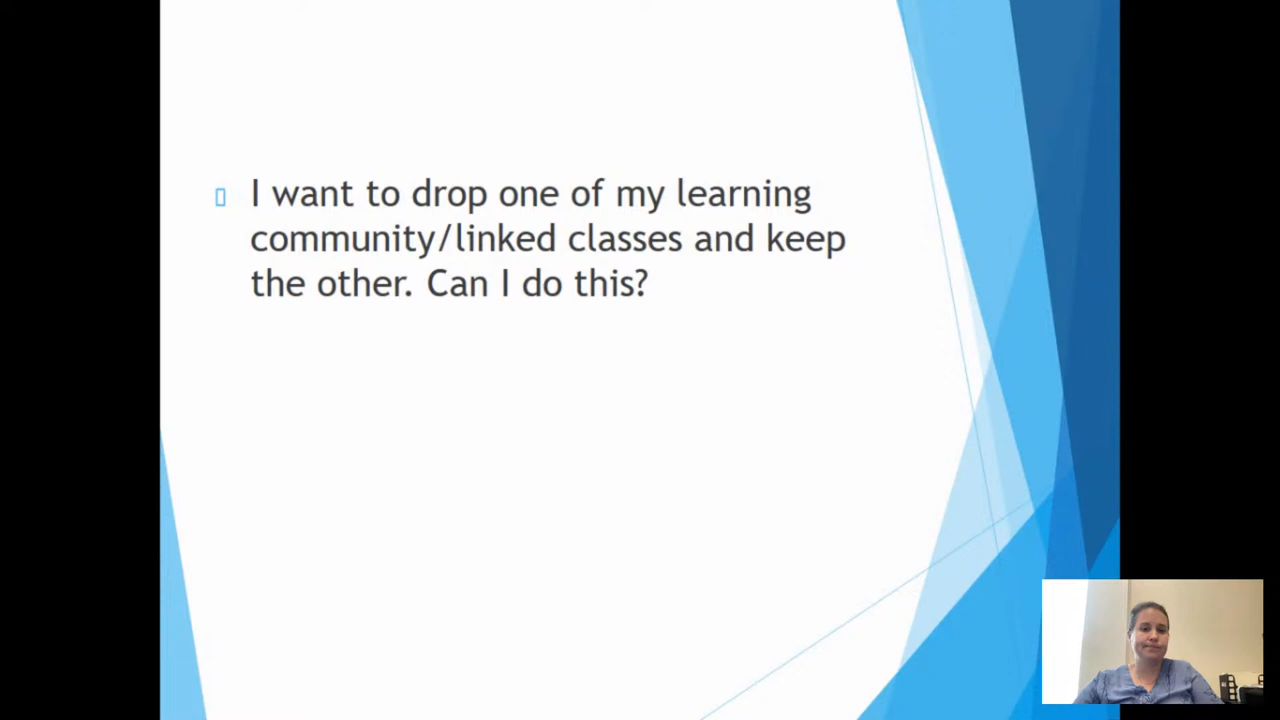 I want to drop one of my learning
community/linked classes and keep
the other. Can I do this?